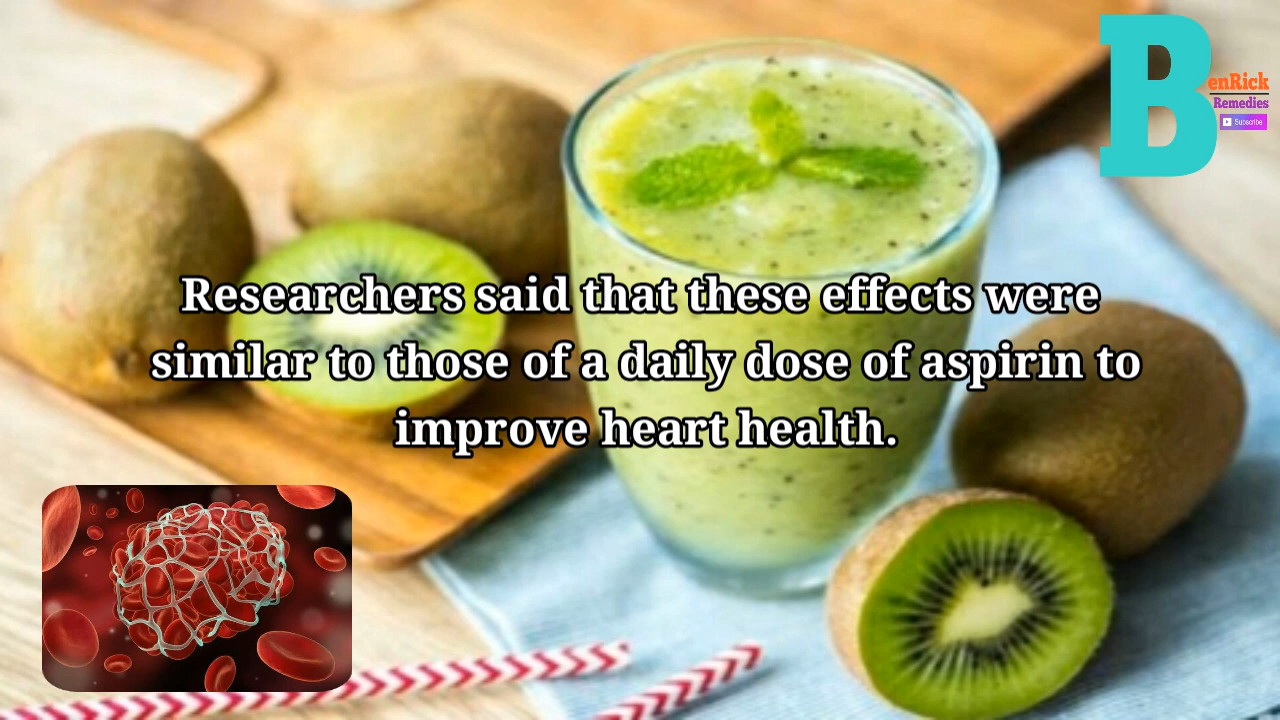 BenRick
Remedies
Subscribe
Researchers said that these effects were
similar to those of a daily dose of aspirin to
improve heart health.